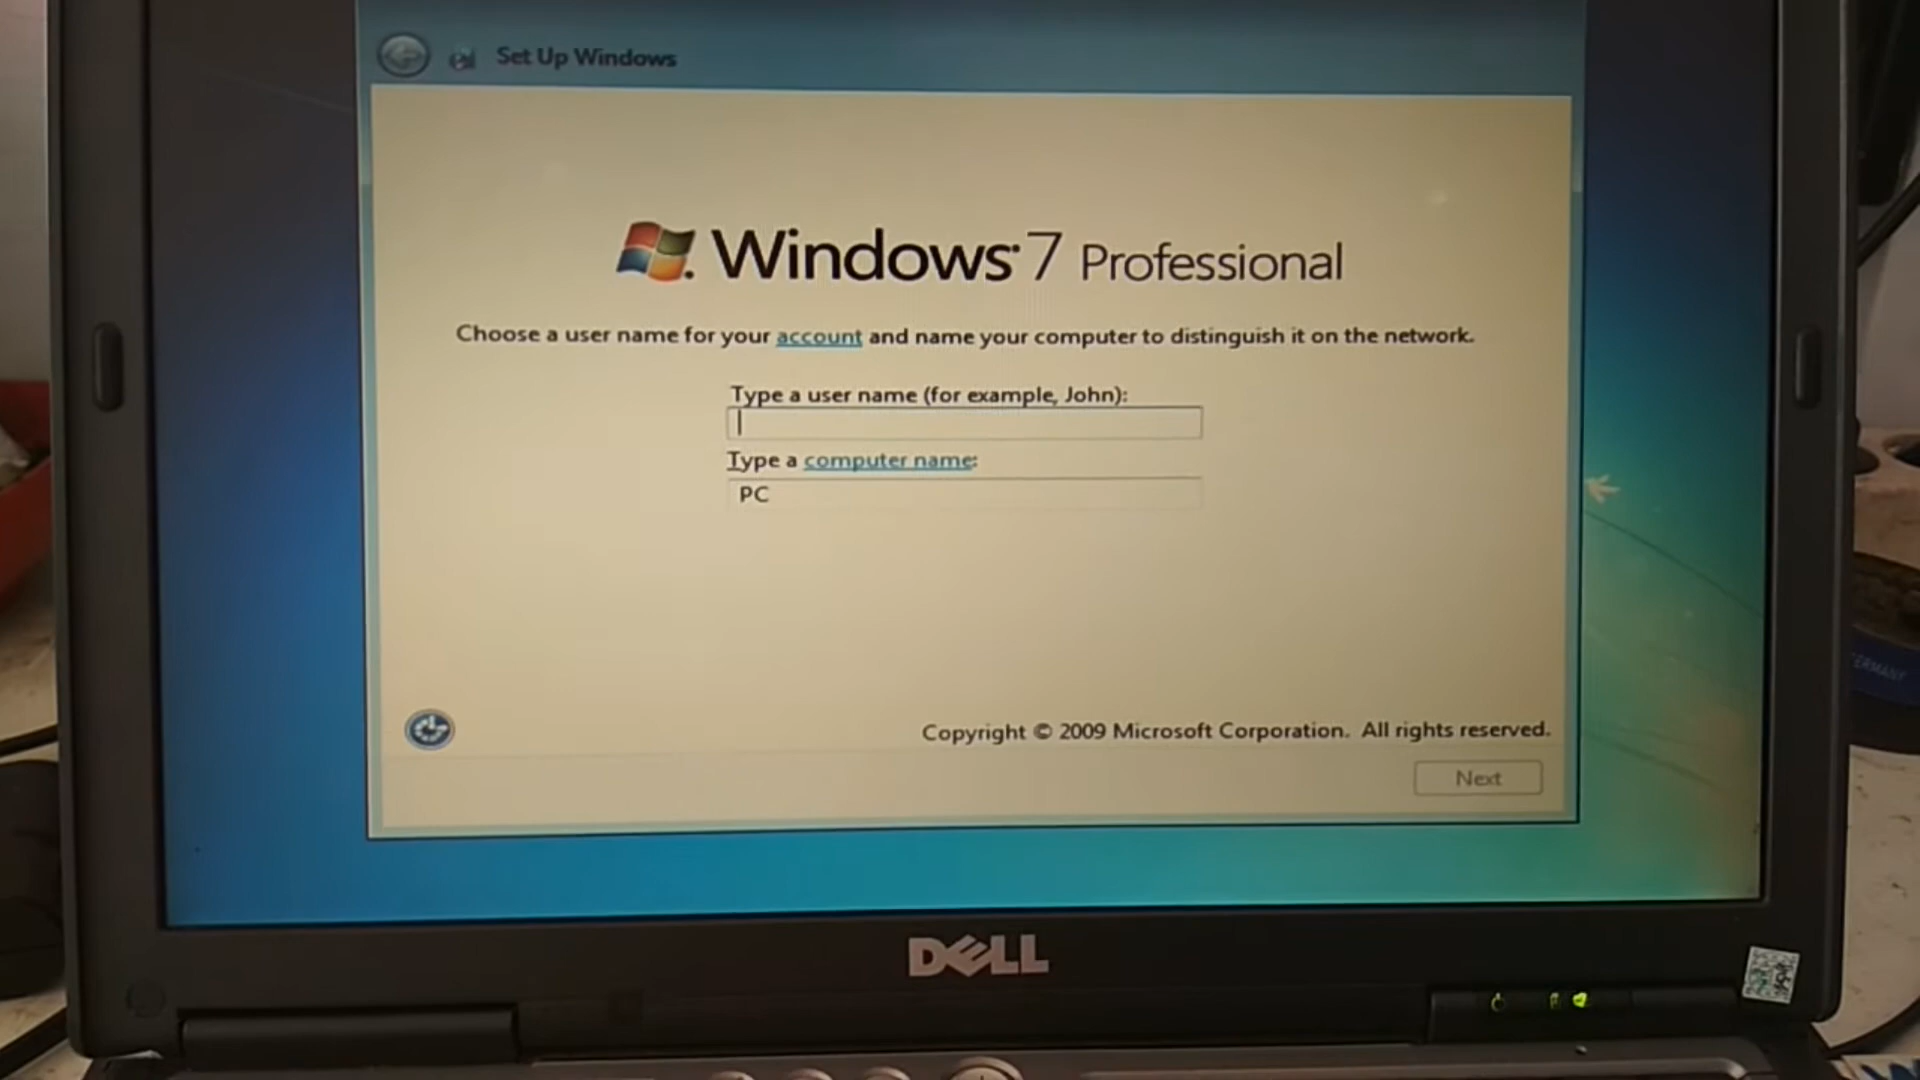 Set Up Windows
Windows 7 Professional
Choose a user name for your account and name your computer to distinguish it on the network.
Type a user name (for example, John):
Type a computer name:
PC
Copyright © 2009 Microsoft Corporation. All rights reserved.
Next
DELL
GERMANY